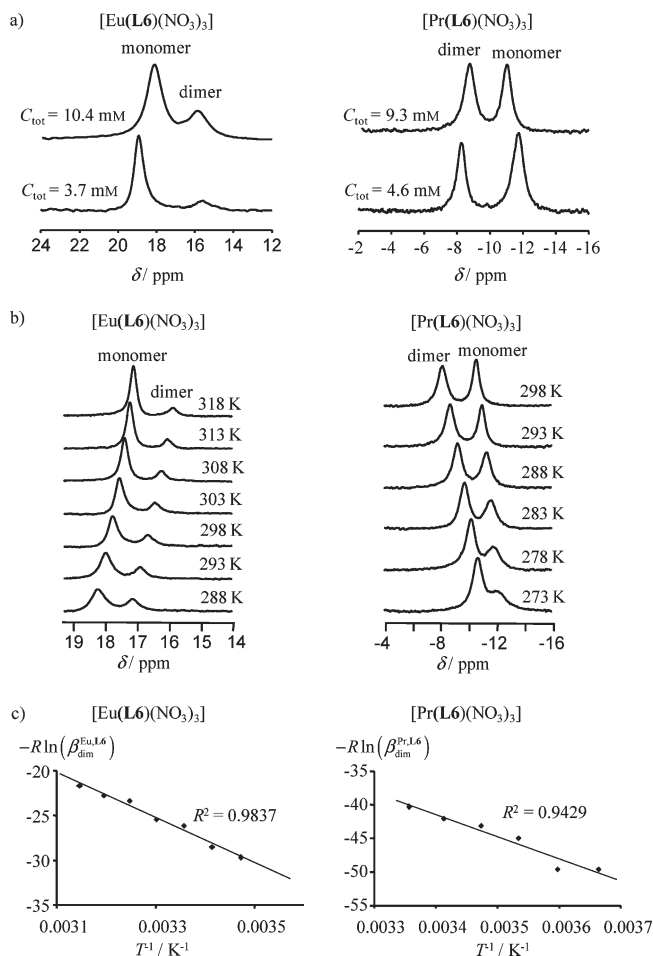 a)
[Eu(L6)(NO₃)₃]
[Pr(L6)(NO₃)₃]
monomer
dimer
dimer
monomer
C_tot = 10.4 mM
C_tot = 9.3 mM
C_tot = 3.7 mM
C_tot = 4.6 mM
24 22 20 18 16 14 12
-2 -4 -6 -8 -10 -12 -14 -16
δ/ ppm
δ/ ppm
b)
[Eu(L6)(NO₃)₃]
[Pr(L6)(NO₃)₃]
monomer
dimer
dimer
monomer
318 K
313 K
308 K
303 K
298 K
293 K
288 K
298 K
293 K
288 K
283 K
278 K
273 K
19 18 17 16 15 14
-4 -8 -12 -16
δ/ ppm
δ/ ppm
c)
[Eu(L6)(NO₃)₃]
[Pr(L6)(NO₃)₃]
−R ln(β_dim^Eu,L6)
−R ln(β_dim^Pr,L6)
-20
-25
-30
-35
R² = 0.9837
0.0031 0.0033 0.0035
T⁻¹ / K⁻¹
-35
-40
-45
-50
-55
R² = 0.9429
0.0033 0.0034 0.0035 0.0036 0.0037
T⁻¹ / K⁻¹